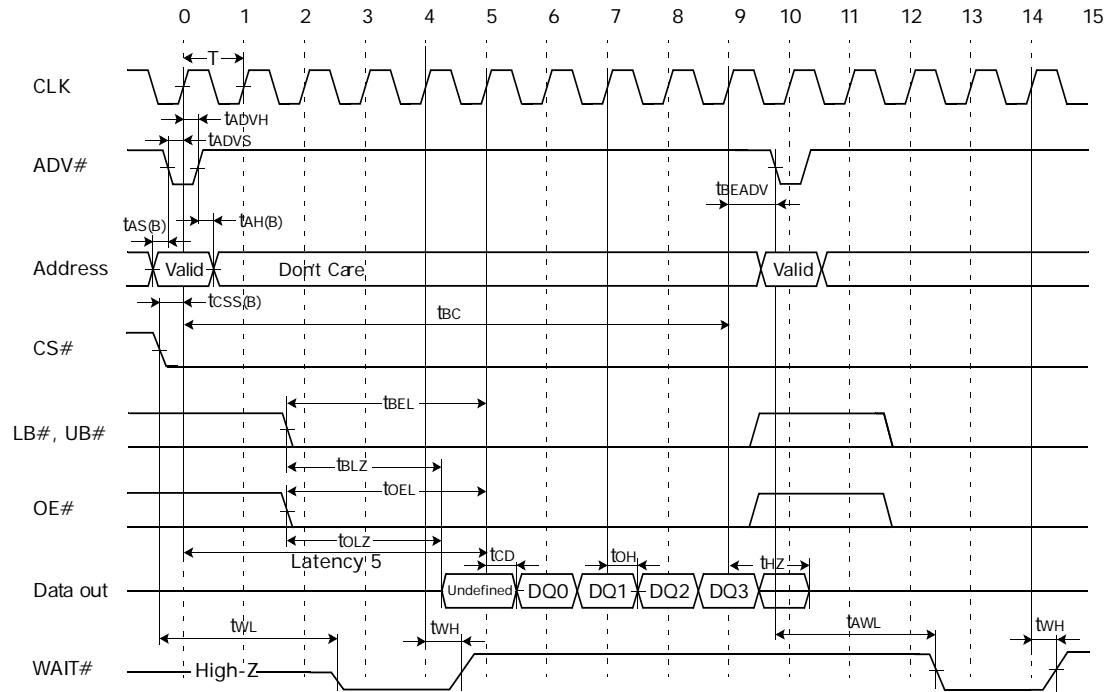 0 1 2 3 4 5 6 7 8 9 10 11 12 13 14 15
T
CLK
tADVH
tADVS
ADV#
tBEADV
tAS(B)
tAH(B)
Address
Valid
Don't Care
Valid
tCSS(B)
tBC
CS#
tBEL
LB#, UB#
tBLZ
tOEL
OE#
tOLZ
Latency 5
tCD
tOH
tHZ
Data out
Undefined
DQ0
DQ1
DQ2
DQ3
tWL
tWH
tAWL
tWH
WAIT#
High-Z